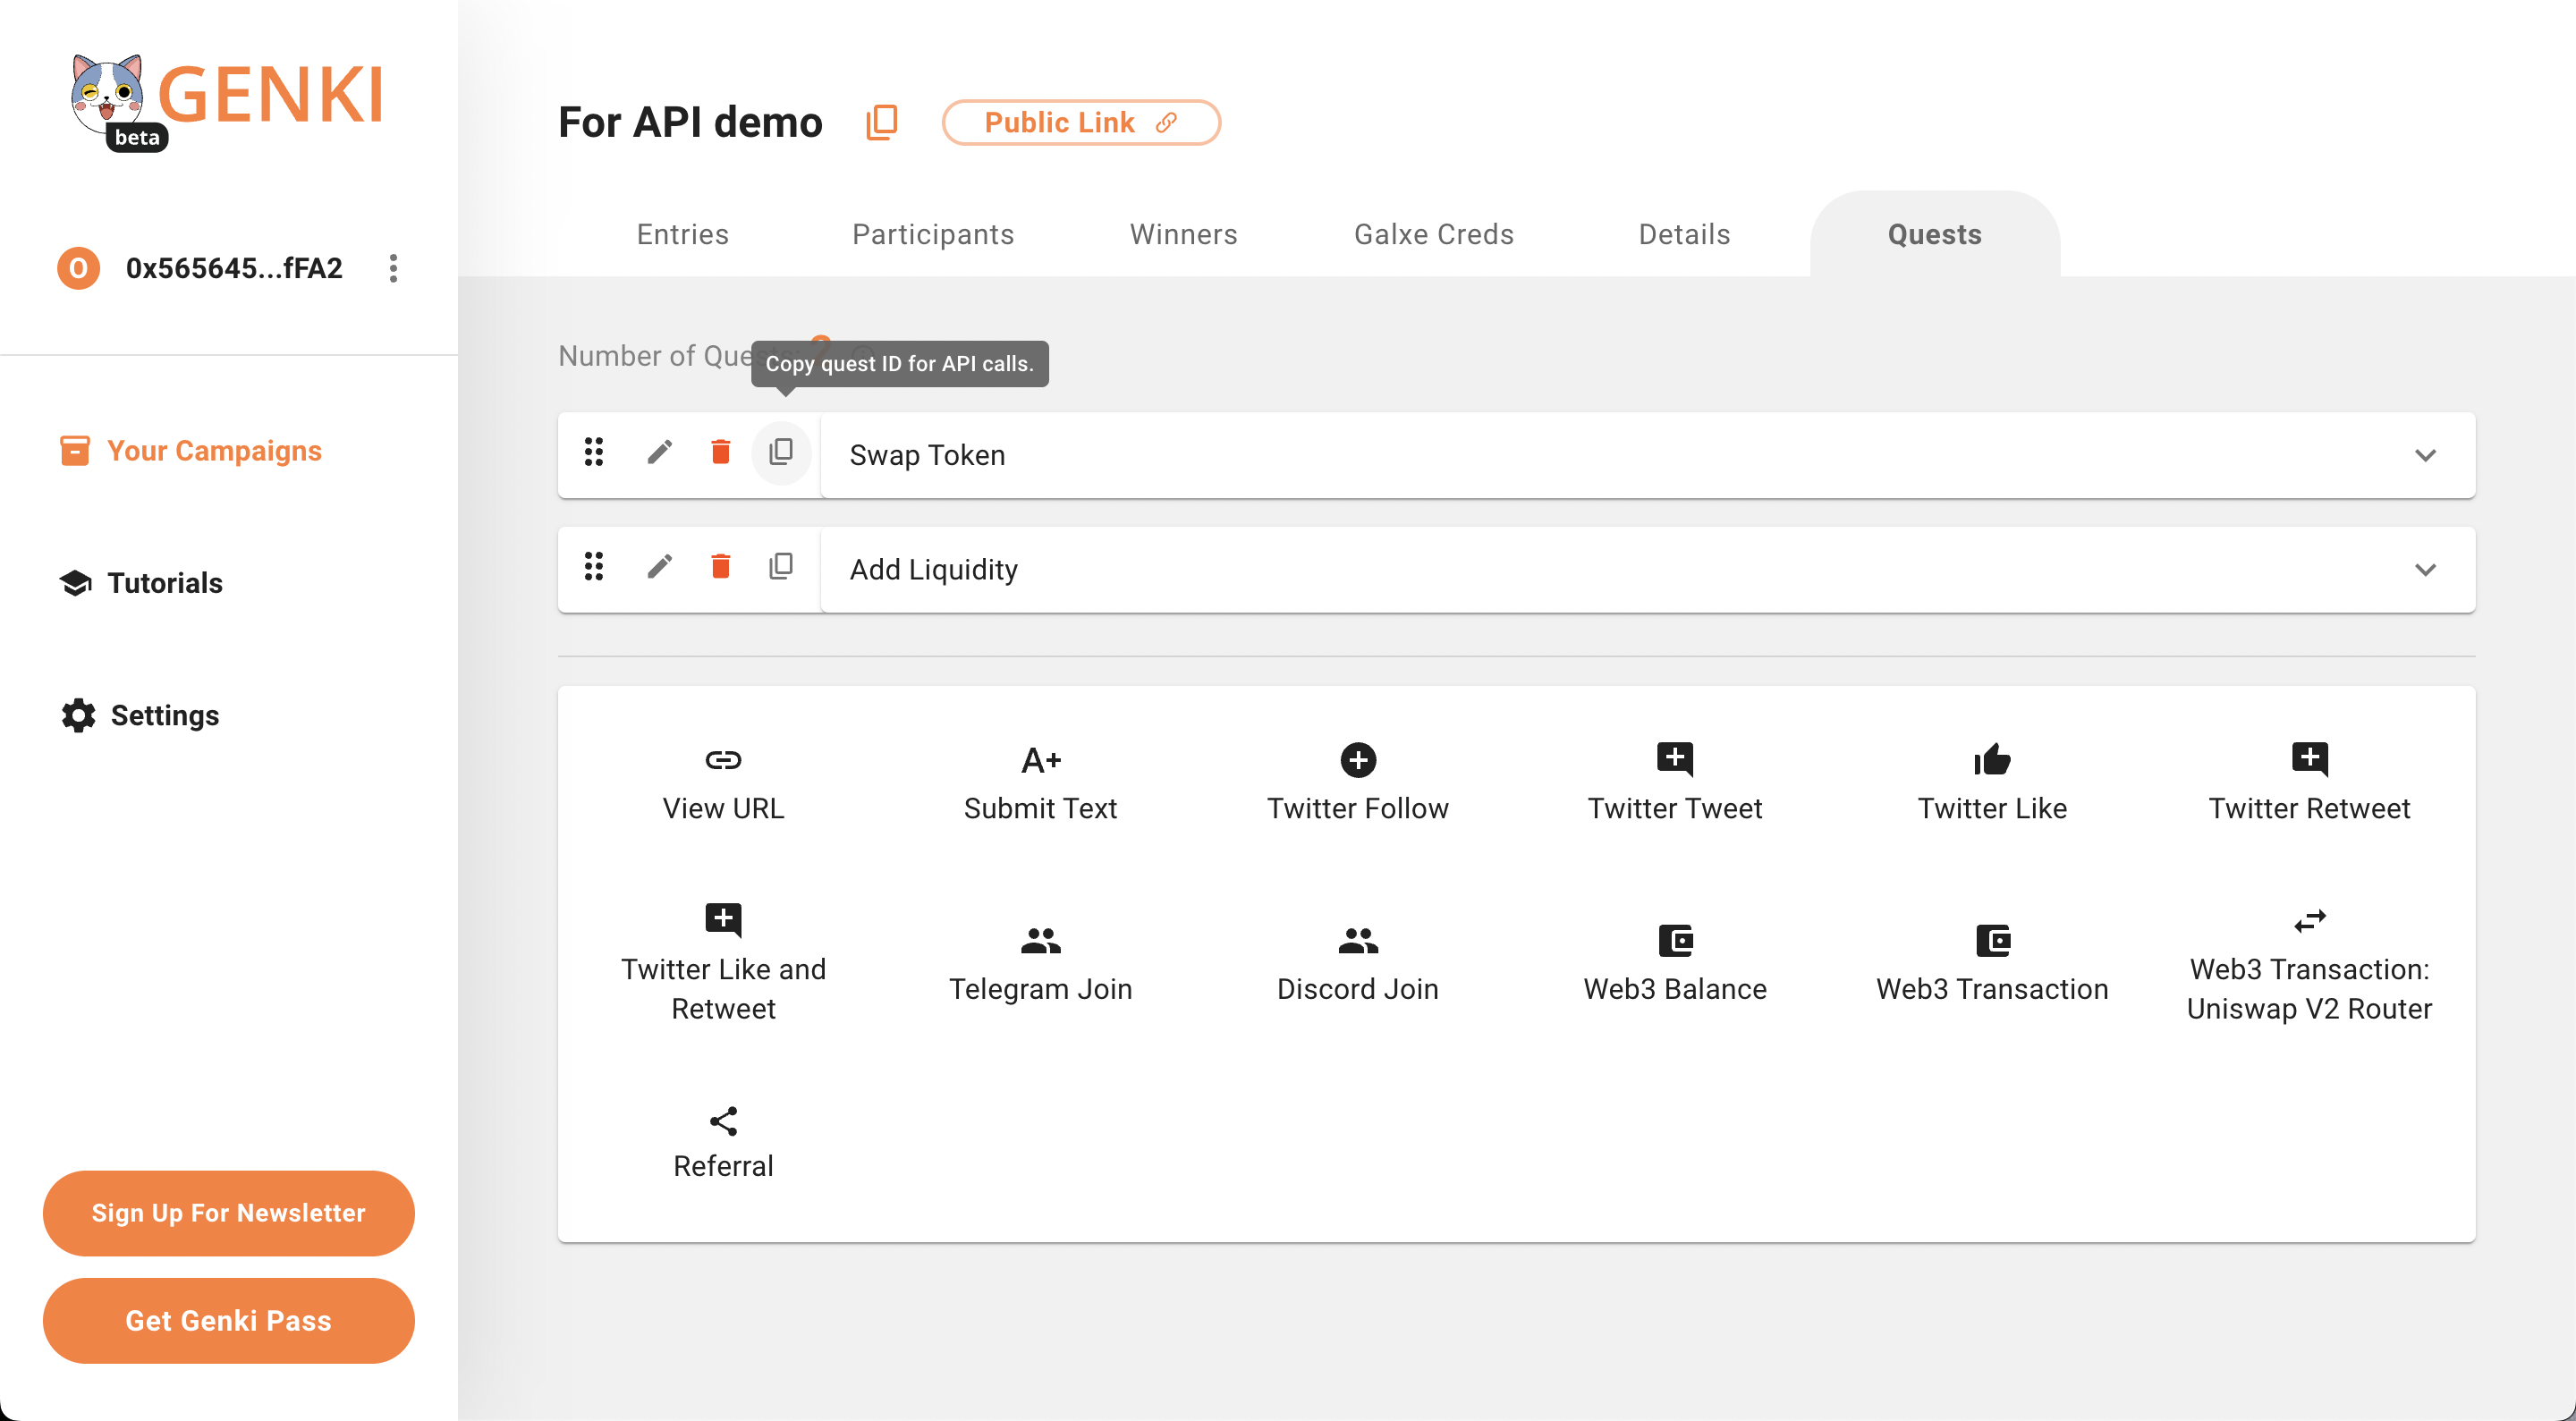 GENKI
beta
0x565645...fFA2
Your Campaigns
Tutorials
Settings
Sign Up For Newsletter
Get Genki Pass
For API demo
Public Link
Entries Participants Winners Galxe Creds Details Quests
Number of
Copy quest ID for API calls.
Swap Token
Add Liquidity
View URL
A+
Submit Text
Twitter Follow
Twitter Tweet
Twitter Like
Twitter Retweet
Twitter Like and
Retweet
Telegram Join
Discord Join
Web3 Balance
Web3 Transaction
Web3 Transaction:
Uniswap V2 Router
Referral